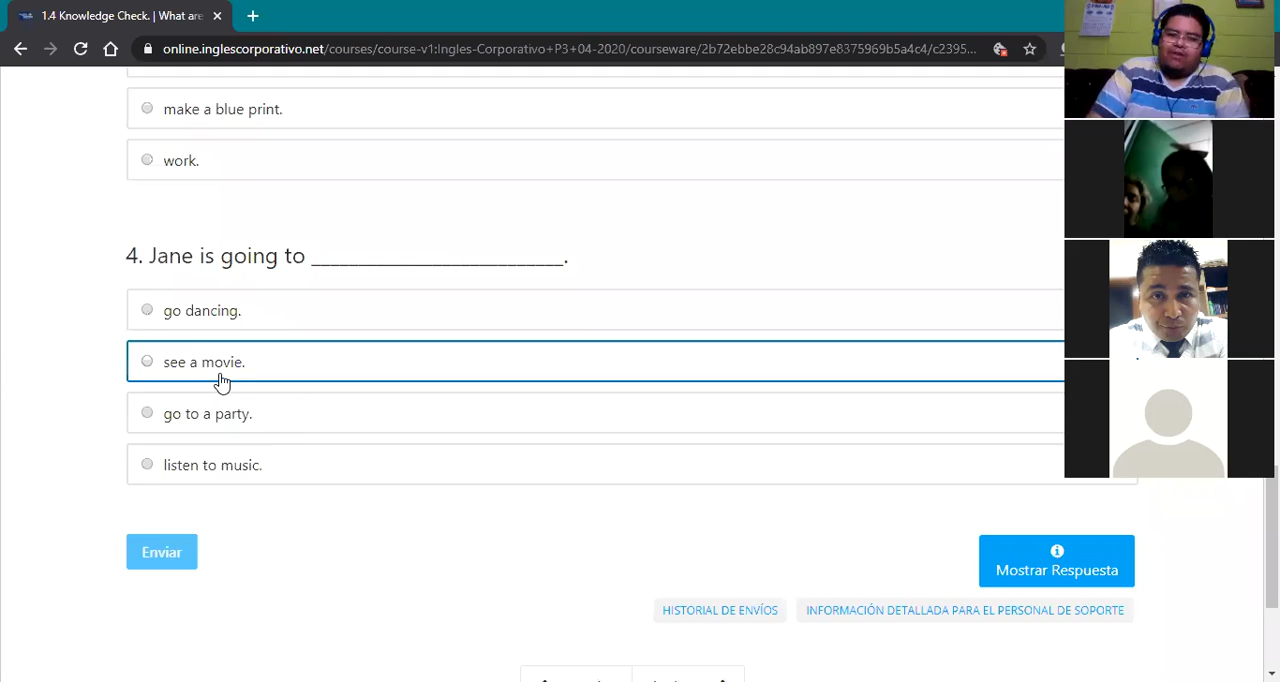 1.4 Knowledge Check. | What are
online.inglescorporativo.net/courses/course-v1:Ingles-Corporativo+P3+04-2020/courseware/2b72ebbe28c94ab897e8375969b5a4c4/c2395...
make a blue print.
work.
4. Jane is going to __________________________.
go dancing.
see a movie.
go to a party.
listen to music.
Enviar
Mostrar Respuesta
HISTORIAL DE ENVÍOS
INFORMACIÓN DETALLADA PARA EL PERSONAL DE SOPORTE